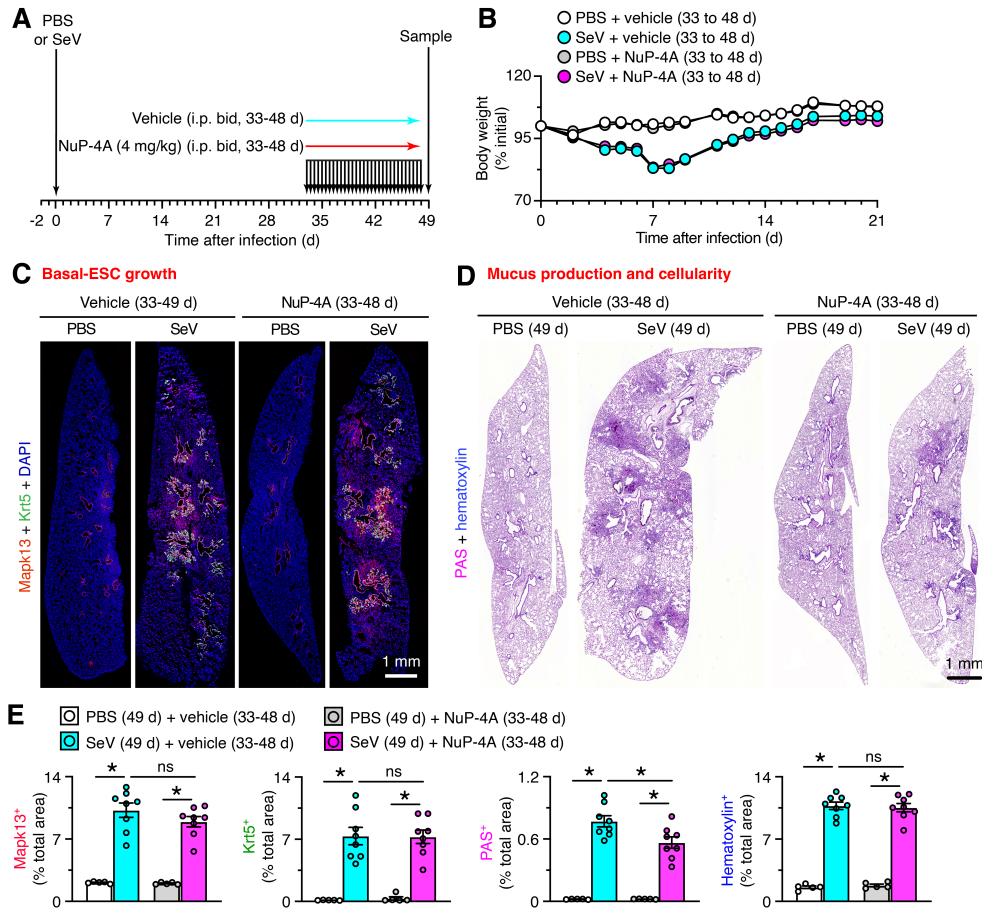 A
PBS
or SeV
Sample
Vehicle (i.p. bid, 33-48 d)
NuP-4A (4 mg/kg) (i.p. bid, 33-48 d)
-2 0 7 14 21 28 35 42 49
Time after infection (d)
B
PBS + vehicle (33 to 48 d)
SeV + vehicle (33 to 48 d)
PBS + NuP-4A (33 to 48 d)
SeV + NuP-4A (33 to 48 d)
Body weight
(% initial)
120
95
70
0 7 14 21
Time after infection (d)
C Basal-ESC growth
Vehicle (33-49 d) NuP-4A (33-48 d)
PBS SeV PBS SeV
Mapk13 + Krt5 + DAPI
1 mm
D Mucus production and cellularity
Vehicle (33-48 d) NuP-4A (33-48 d)
PBS (49 d) SeV (49 d) PBS (49 d) SeV (49 d)
PAS + hematoxylin
1 mm
E
PBS (49 d) + vehicle (33-48 d)
SeV (49 d) + vehicle (33-48 d)
PBS (49 d) + NuP-4A (33-48 d)
SeV (49 d) + NuP-4A (33-48 d)
Mapk13+
(% total area)
14
7
0
* ns
*
Krt5+
(% total area)
14
7
0
* ns
*
PAS+
(% total area)
1.2
0.6
0
* *
*
Hematoxylin+
(% total area)
14
7
0
* ns
*